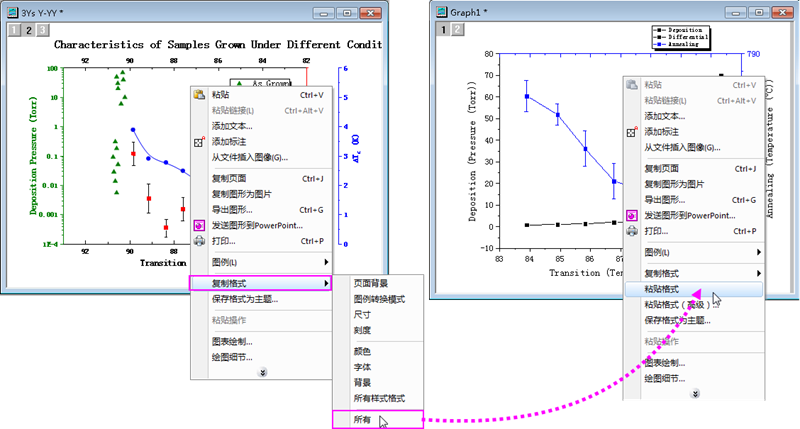 3Ys Y-YY *
1 2 3
Characteristics of Samples Grown Under Different Condit
92 90 88 86 84 82
100
10
1
0.1
0.01
0.001
1E-4
Deposition Pressure (Torr)
As Grown
6
5
4
3
2
1
0
ΔTc (K)
92 90 88
Transition
粘贴 Ctrl+V
粘贴链接(L) Ctrl+Alt+V
添加文本...
添加标注
从文件插入图像(G)...
复制页面 Ctrl+J
复制图形为图片
导出图形... Ctrl+G
发送图形到PowerPoint...
打印... Ctrl+P
图例(L)
复制格式
保存格式为主题...
粘贴操作
图表绘制...
绘图细节...
页面背景
图例转换模式
尺寸
刻度
颜色
字体
背景
所有样式格式
所有
Graph1 *
1 2
Deposition
Differential
Annealing
80
70
60
50
40
30
20
10
0
-10
Deposition (Pressure (Torr))
790
Annealing (Temperature (°C))
83 84 85 86 87
Transition (Tem
粘贴 Ctrl+V
粘贴链接(L) Ctrl+Alt+V
添加文本...
添加标注
从文件插入图像(G)...
复制页面 Ctrl+J
复制图形为图片
导出图形... Ctrl+G
发送图形到PowerPoint...
打印... Ctrl+P
图例(L)
复制格式
粘贴格式
粘贴格式（高级）...
保存格式为主题...
粘贴操作
图表绘制...
绘图细节...